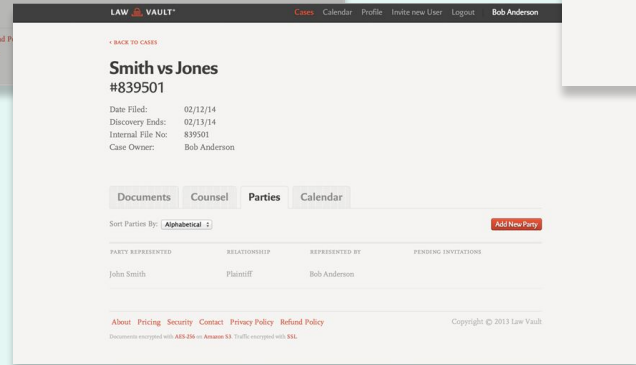 LAW VAULT
Cases Calendar Profile Invite new User Logout Bob Anderson
‹ BACK TO CASES
Smith vs Jones
#839501
Date Filed: 02/12/14
Discovery Ends: 02/13/14
Internal File No: 839501
Case Owner: Bob Anderson
Documents Counsel Parties Calendar
Sort Parties By: Alphabetical Add New Party
PARTY REPRESENTED RELATIONSHIP REPRESENTED BY PENDING INVITATIONS
John Smith Plaintiff Bob Anderson
About Pricing Security Contact Privacy Policy Refund Policy Copyright © 2013 Law Vault
Documents encrypted with AES-256 on Amazon S3. Traffic encrypted with SSL.